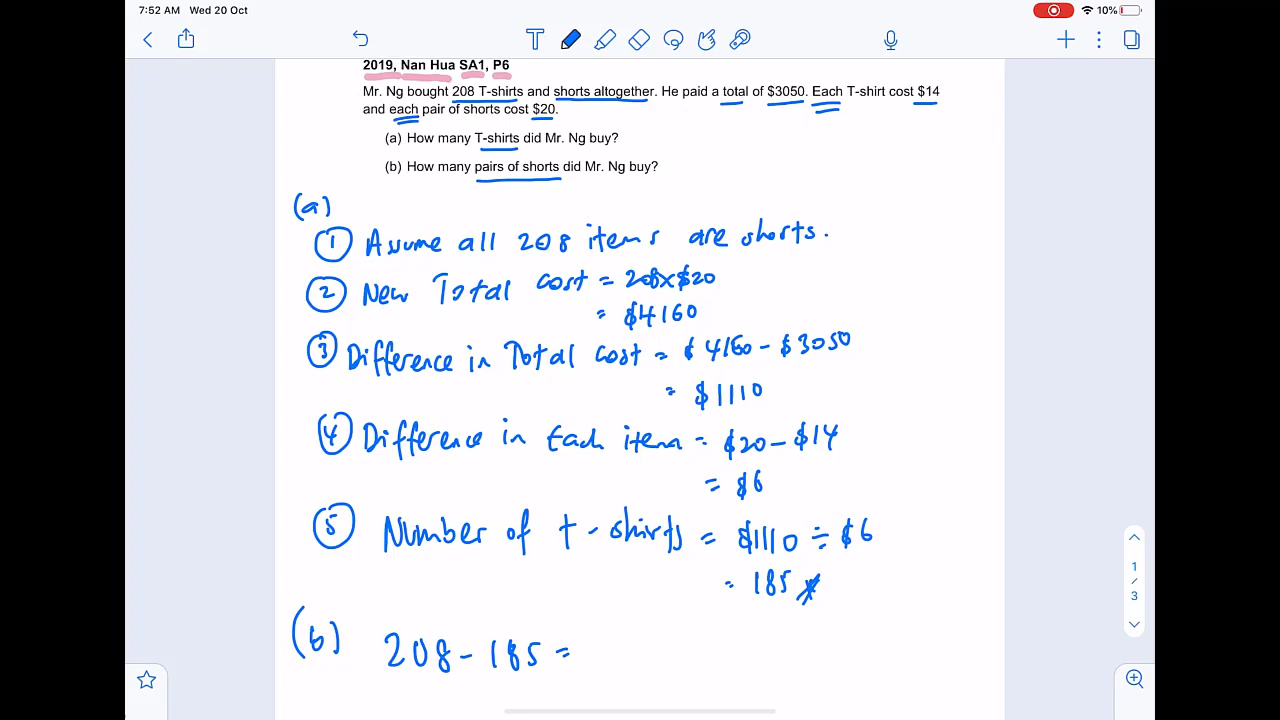 7:52 AM Wed 20 Oct
10%
T
2019, Nan Hua SA1, P6
Mr. Ng bought 208 T-shirts and shorts altogether. He paid a total of $3050. Each T-shirt cost $14
and each pair of shorts cost $20.
(a) How many T-shirts did Mr. Ng buy?
(b) How many pairs of shorts did Mr. Ng buy?
(a)
① Assume all 208 items are shorts.
② New Total cost = 208x$20
= $4160
③ Difference in Total cost = $4160 - $3050
= $1110
④ Difference in Each item = $20 - $14
= $6
⑤ Number of t-shirts = $1110 ÷ $6
= 185
(b) 208 - 185 =
1
/
3